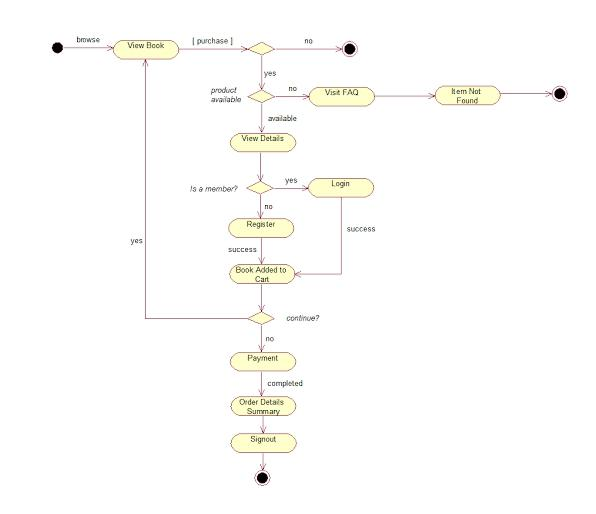 browse
View Book
[ purchase ]
no
yes
product
available
no
Visit FAQ
Item Not
Found
available
View Details
Is a member?
yes
Login
no
Register
success
success
yes
Book Added to
Cart
continue?
no
Payment
completed
Order Details
Summary
Signout